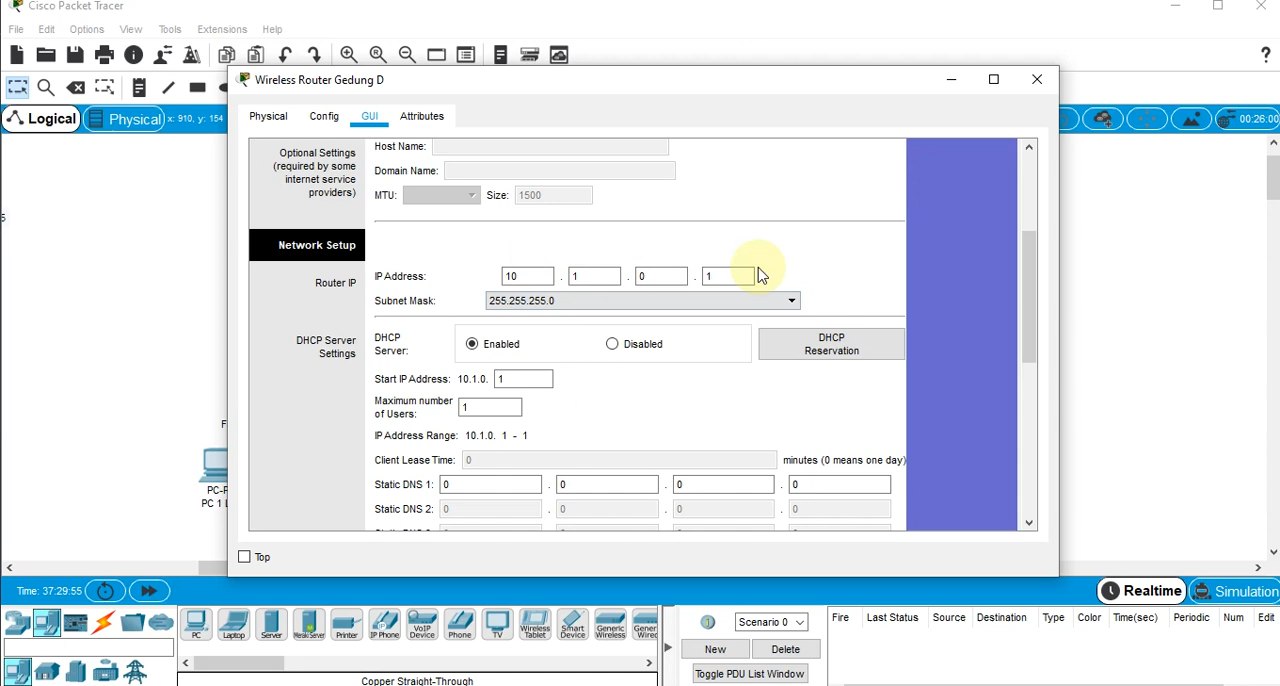 Cisco Packet Tracer
File Edit Options View Tools Extensions Help
Wireless Router Gedung D
Logical Physical x: 910, y: 154 00:26:00
Physical Config GUI Attributes
Optional Settings
(required by some
internet service
providers)
Host Name:
Domain Name:
MTU: Size: 1500
Network Setup
Router IP
IP Address: 10 . 1 . 0 . 1
Subnet Mask: 255.255.255.0
DHCP Server
Settings
DHCP
Server: Enabled Disabled
DHCP
Reservation
Start IP Address: 10.1.0. 1
Maximum number
of Users: 1
IP Address Range: 10.1.0. 1 - 1
Client Lease Time: 0 minutes (0 means one day)
Static DNS 1: 0 . 0 . 0 . 0
Static DNS 2: 0 . 0 . 0 . 0
PC 1
Top
Time: 37:29:55 Realtime Simulation
PC Laptop Server Printer IP Phone VoIP Device Phone TV Wireless Tablet Smart Device Generic Wireless
Copper Straight-Through
Scenario 0
New Delete
Toggle PDU List Window
Fire Last Status Source Destination Type Color Time(sec) Periodic Num Edit